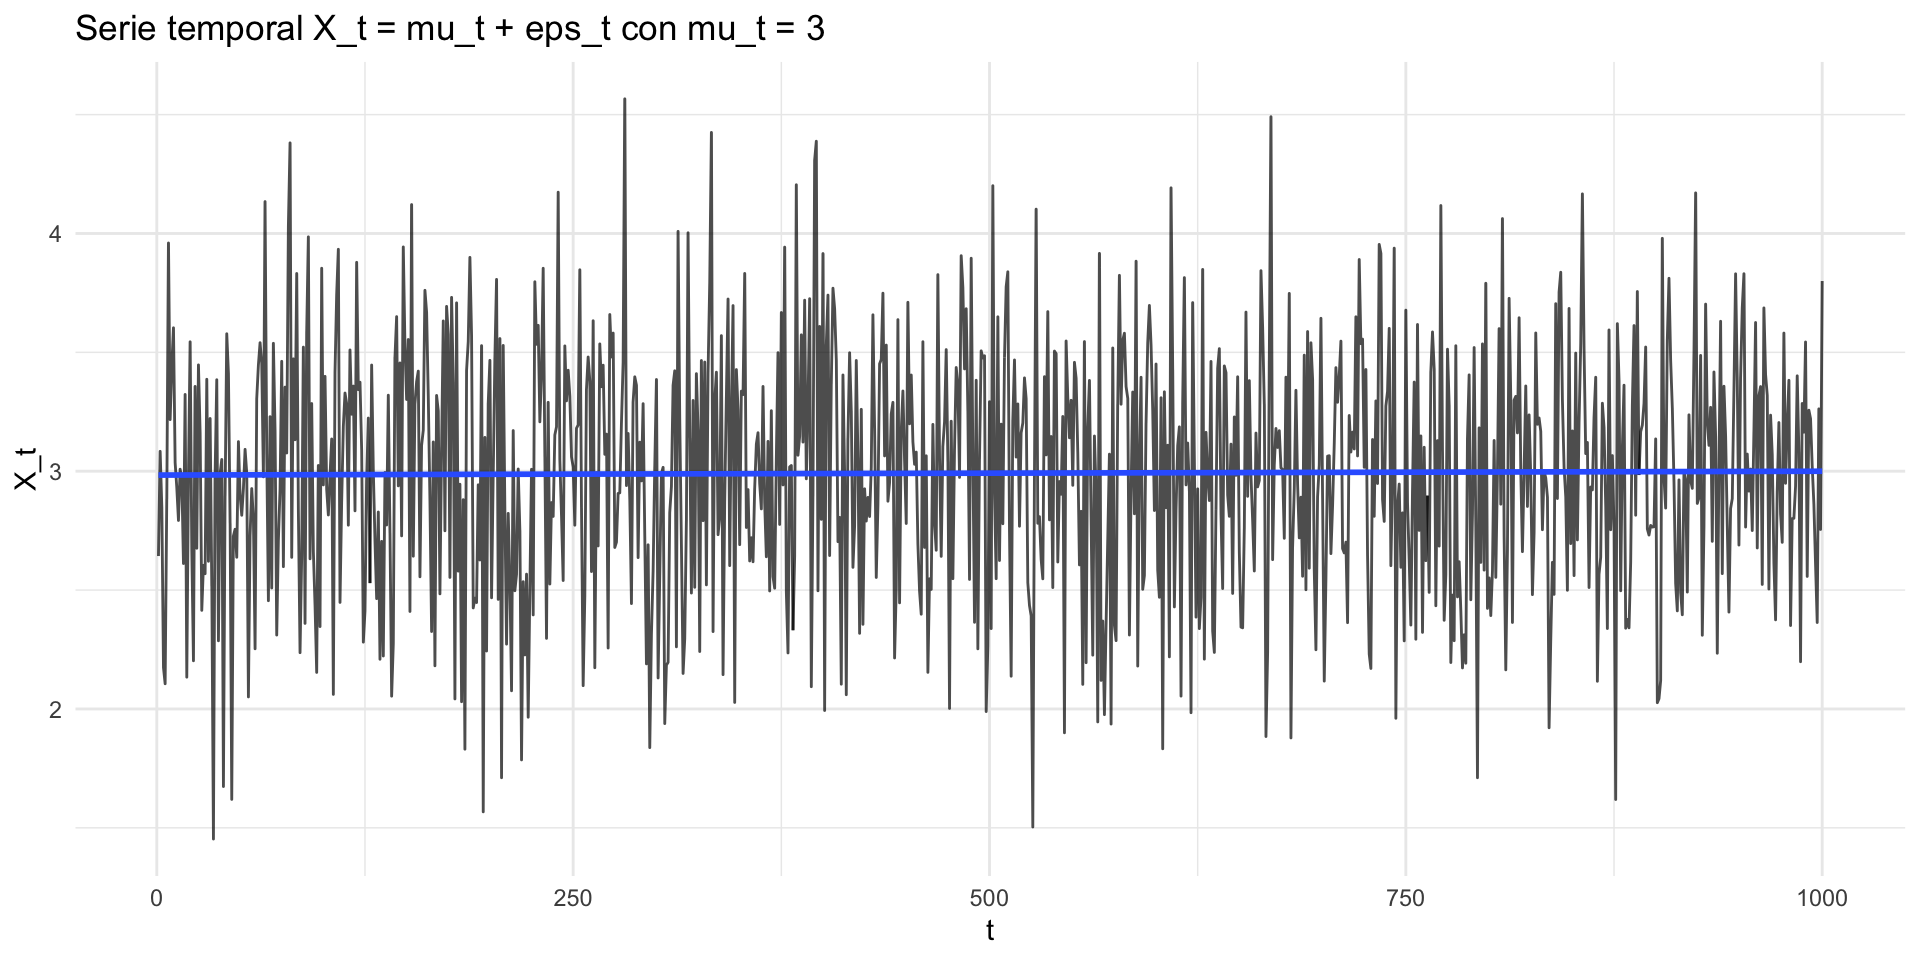 Serie temporal X_t = mu_t + eps_t con mu_t = 3
X_t
4
3
2
0 250 500 750 1000
t